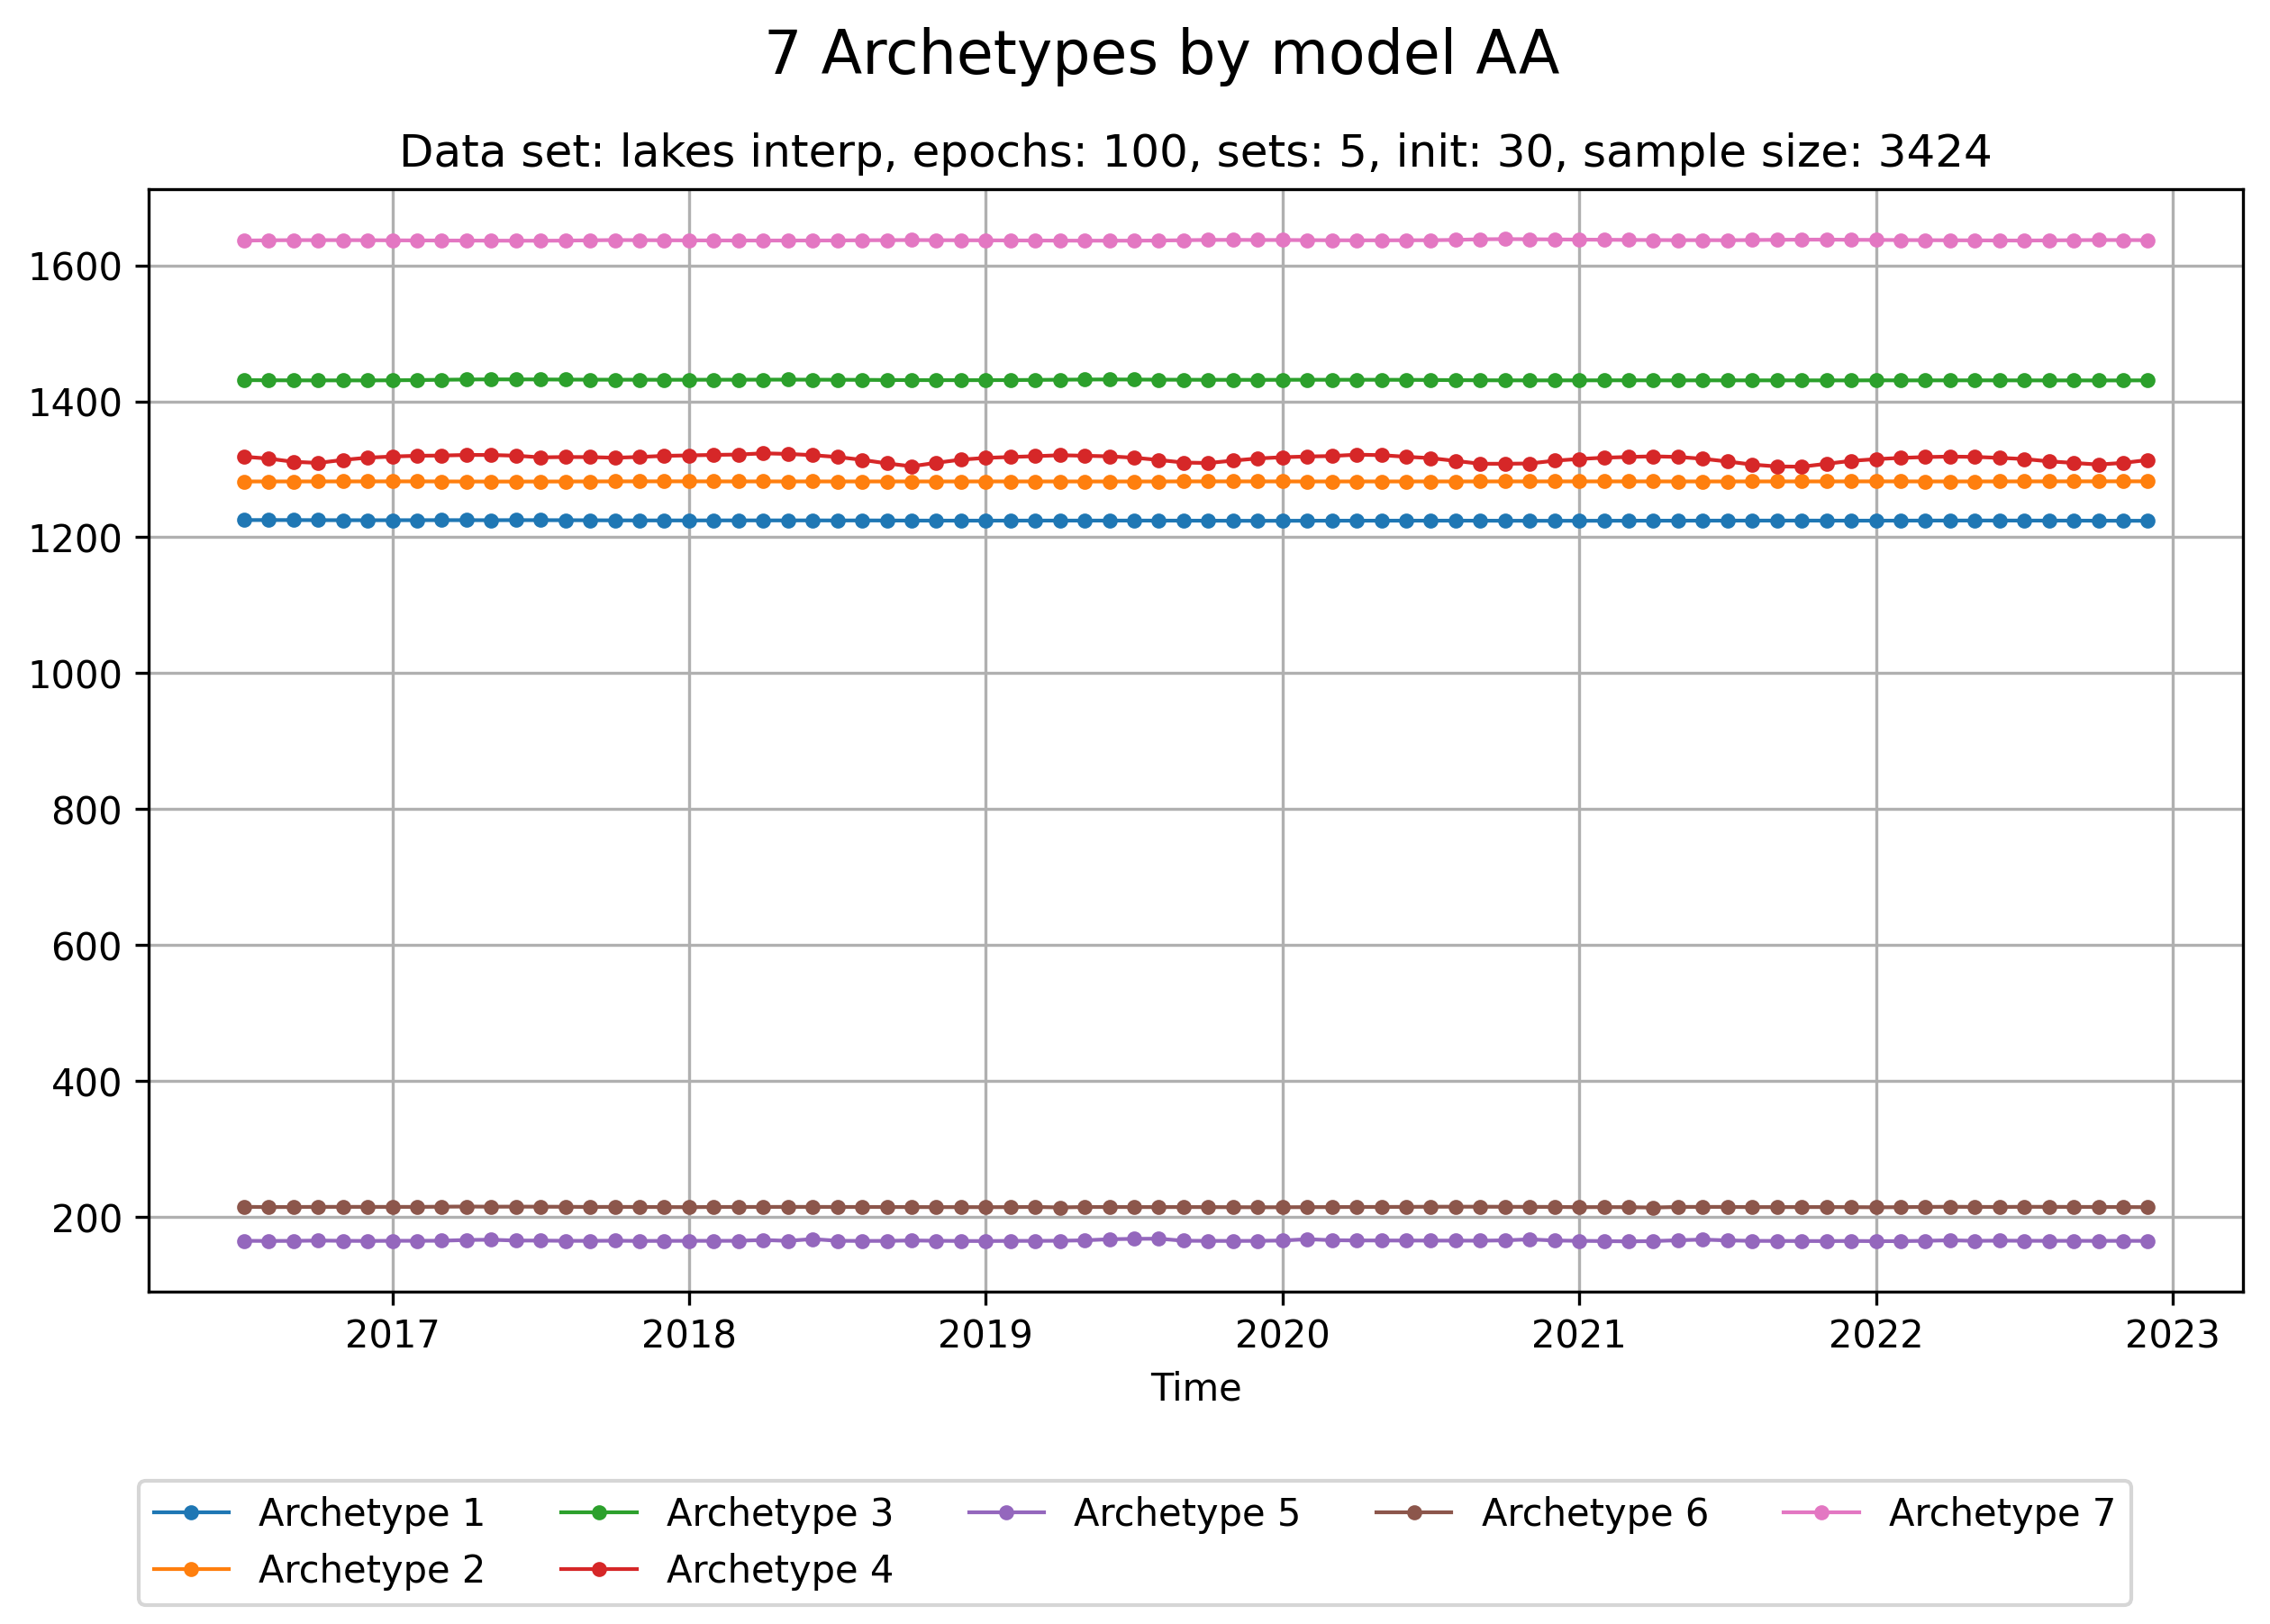 7 Archetypes by model AA
Data set: lakes interp, epochs: 100, sets: 5, init: 30, sample size: 3424
1600
1400
1200
1000
800
600
400
200
2017 2018 2019 2020 2021 2022 2023
Time
Archetype 1 Archetype 3 Archetype 5 Archetype 6 Archetype 7
Archetype 2 Archetype 4